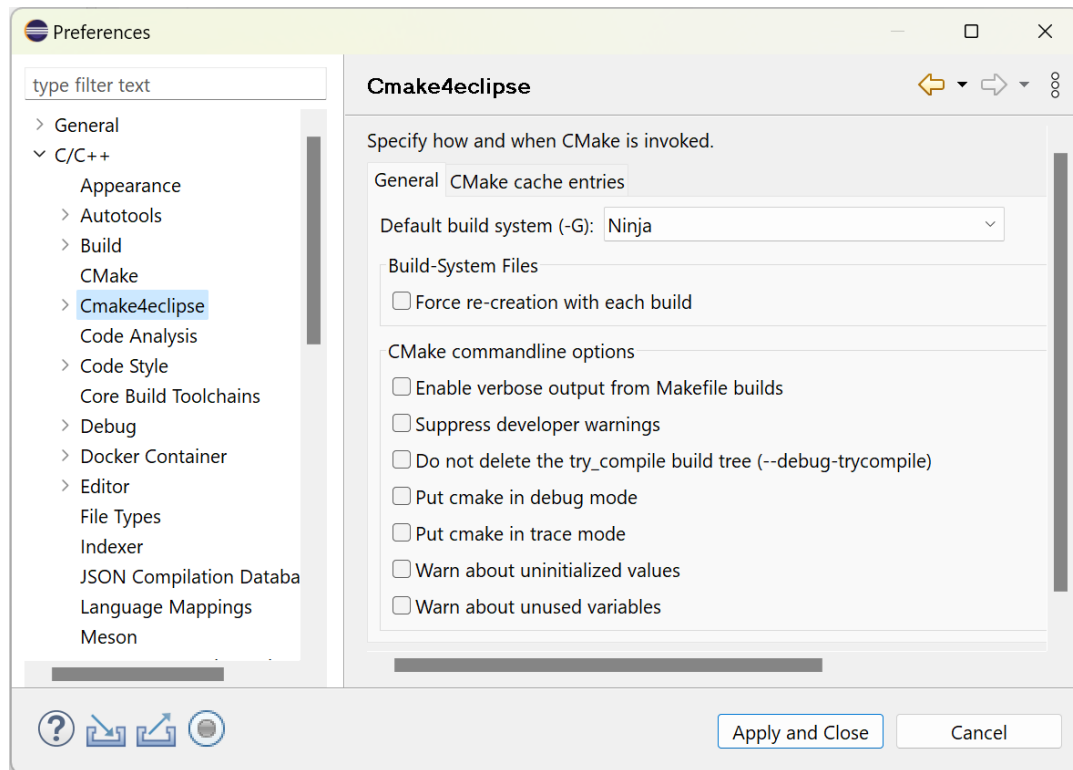 Preferences
type filter text
General
C/C++
Appearance
Autotools
Build
CMake
Cmake4eclipse
Code Analysis
Code Style
Core Build Toolchains
Debug
Docker Container
Editor
File Types
Indexer
JSON Compilation Databa
Language Mappings
Meson
Cmake4eclipse
Specify how and when CMake is invoked.
General CMake cache entries
Default build system (-G): Ninja
Build-System Files
Force re-creation with each build
CMake commandline options
Enable verbose output from Makefile builds
Suppress developer warnings
Do not delete the try_compile build tree (--debug-trycompile)
Put cmake in debug mode
Put cmake in trace mode
Warn about uninitialized values
Warn about unused variables
Apply and Close Cancel